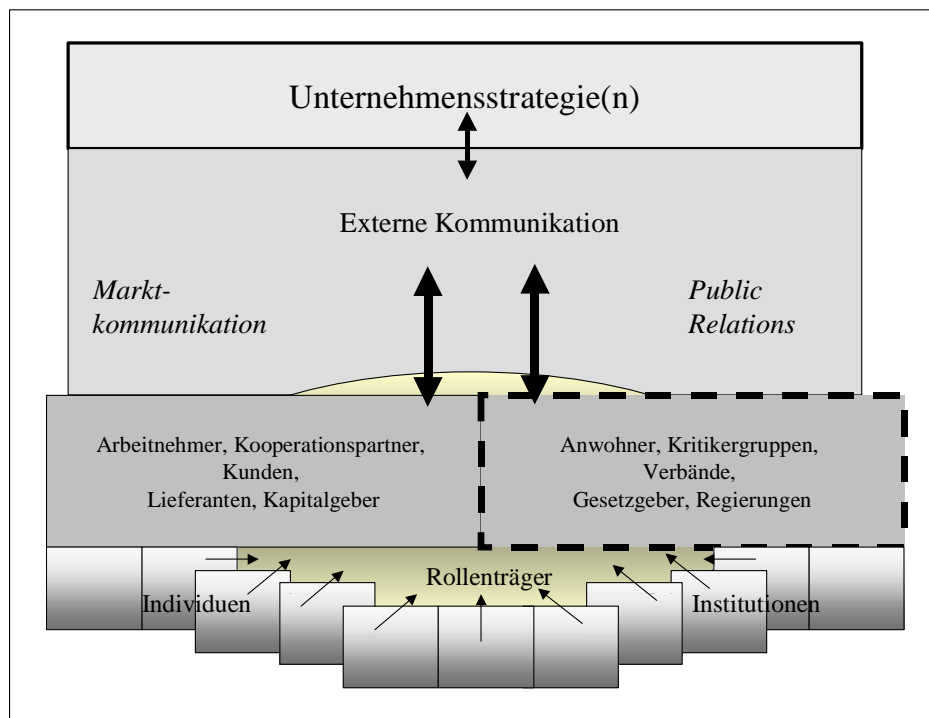 Unternehmensstrategie(n)
Externe Kommunikation
Markt-
kommunikation
Public
Relations
Arbeitnehmer, Kooperationspartner,
Kunden,
Lieferanten, Kapitalgeber
Anwohner, Kritikergruppen,
Verbände,
Gesetzgeber, Regierungen
Rollenträger
Individuen
Institutionen